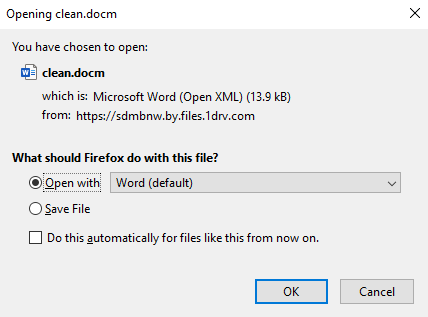 Opening clean.docm
You have chosen to open:
clean.docm
which is: Microsoft Word (Open XML) (13.9 kB)
from: https://sdmbnw.by.files.1drv.com
What should Firefox do with this file?
Open with Word (default)
Save File
Do this automatically for files like this from now on.
OK Cancel